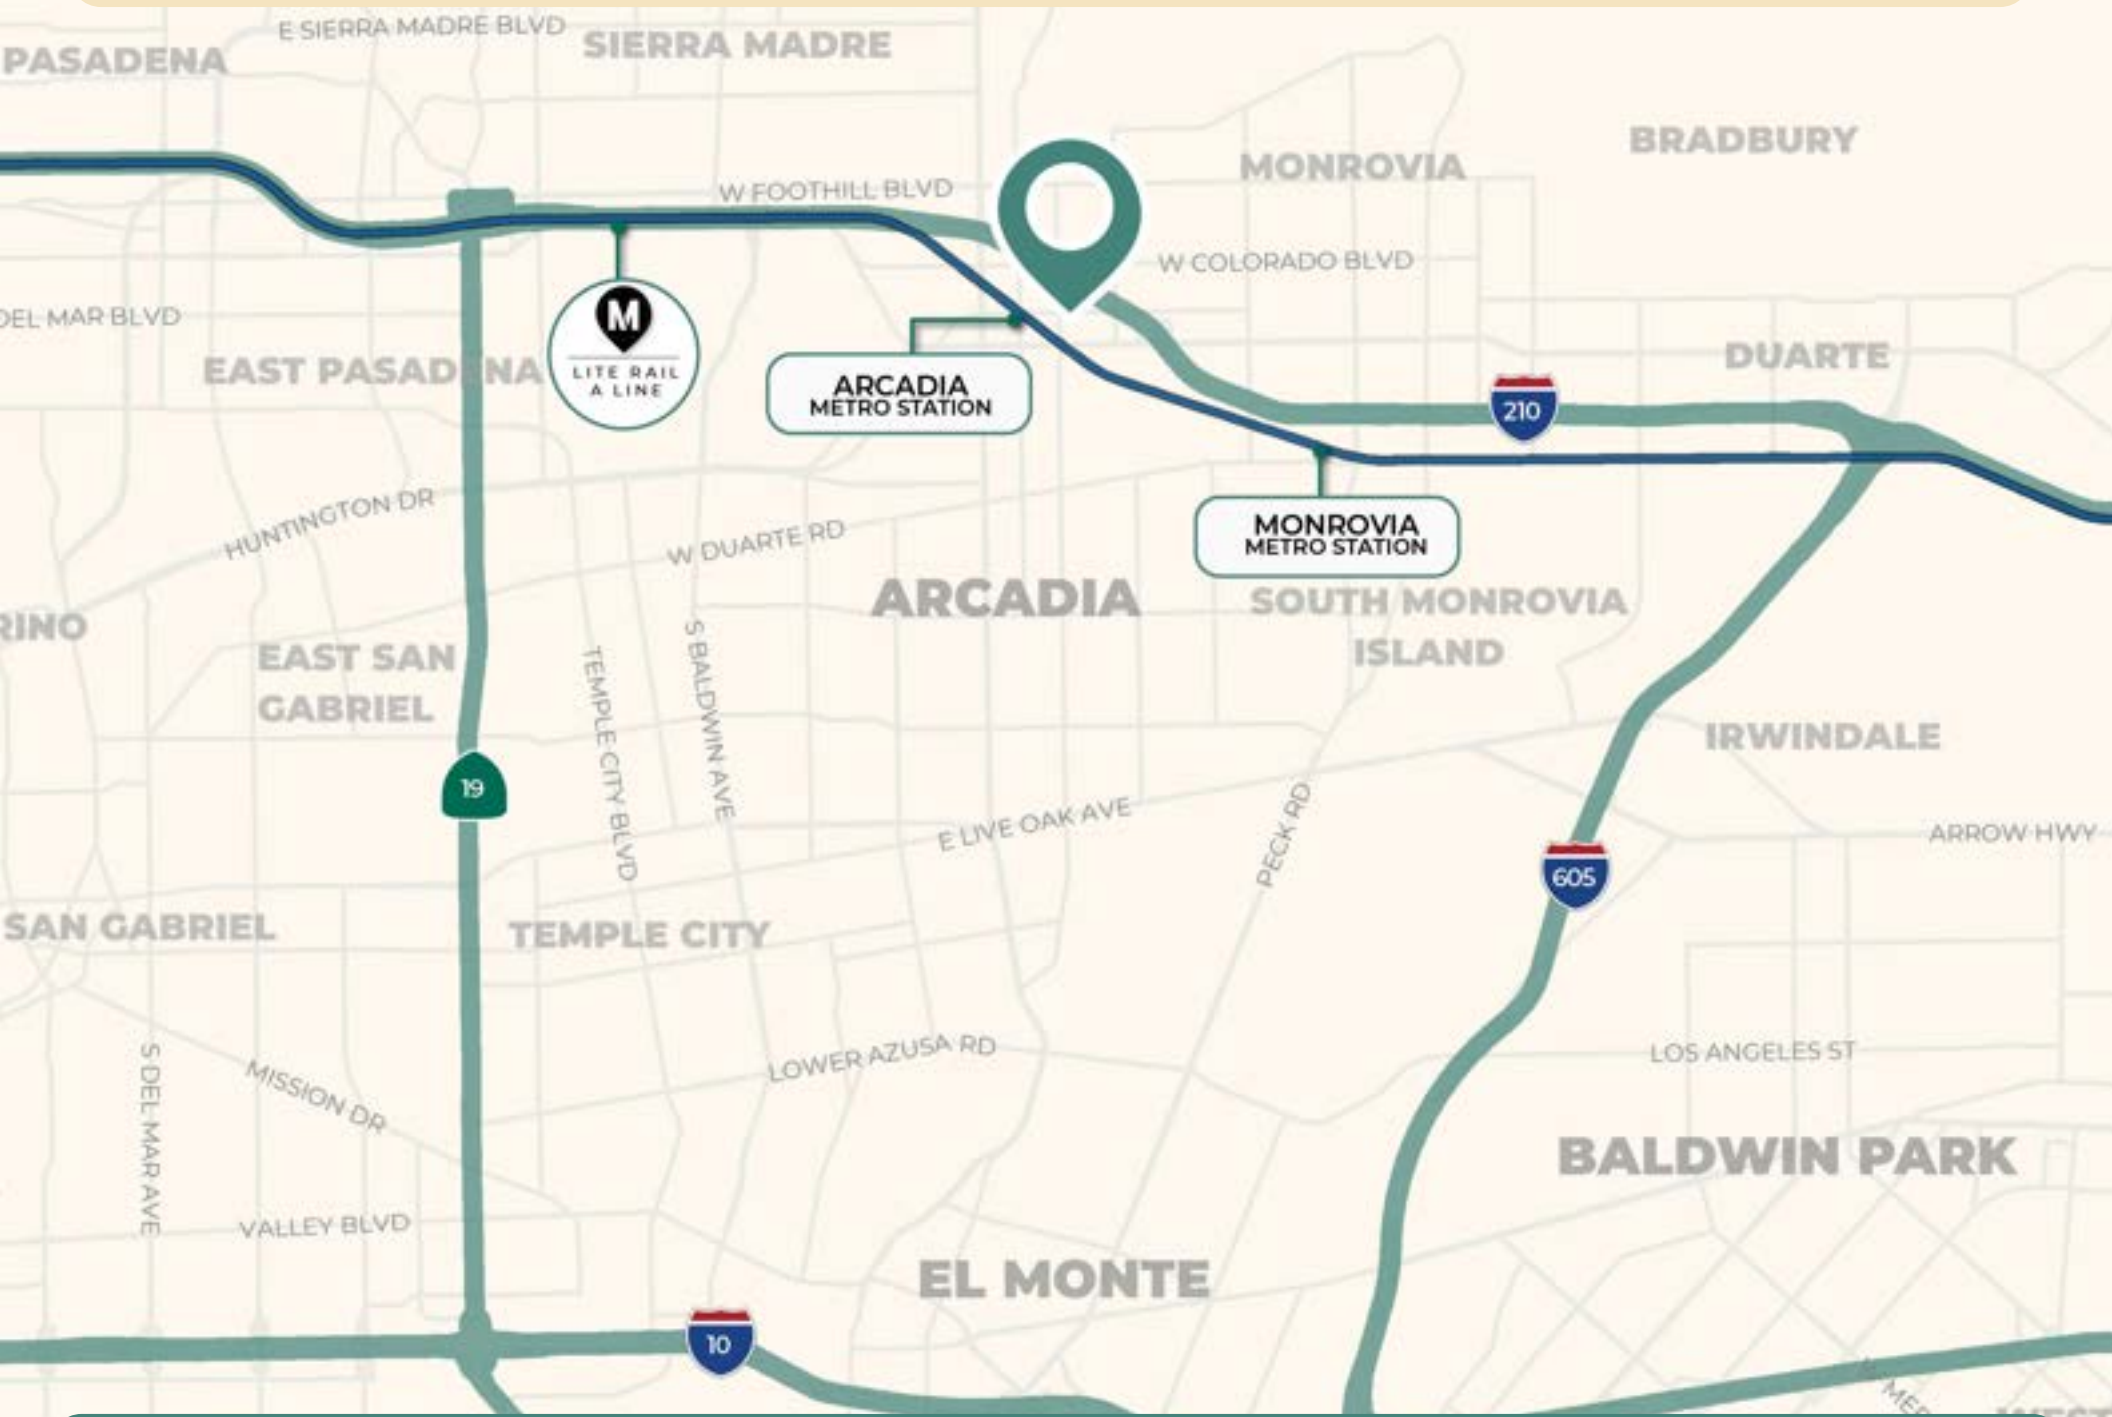 E SIERRA MADRE BLVD
SIERRA MADRE
PASADENA
BRADBURY
MONROVIA
W FOOTHILL BLVD
W COLORADO BLVD
DEL MAR BLVD
M
LITE RAIL
A LINE
EAST PASADENA
ARCADIA
METRO STATION
DUARTE
210
HUNTINGTON DR
W DUARTE RD
MONROVIA
METRO STATION
ARCADIA
SOUTH MONROVIA
ISLAND
RINO
EAST SAN
GABRIEL
TEMPLE CITY BLVD
S BALDWIN AVE
IRWINDALE
19
E LIVE OAK AVE
PECK RD
ARROW HWY
605
SAN GABRIEL
TEMPLE CITY
S DEL MAR AVE
MISSION DR
LOWER AZUSA RD
LOS ANGELES ST
BALDWIN PARK
VALLEY BLVD
EL MONTE
10